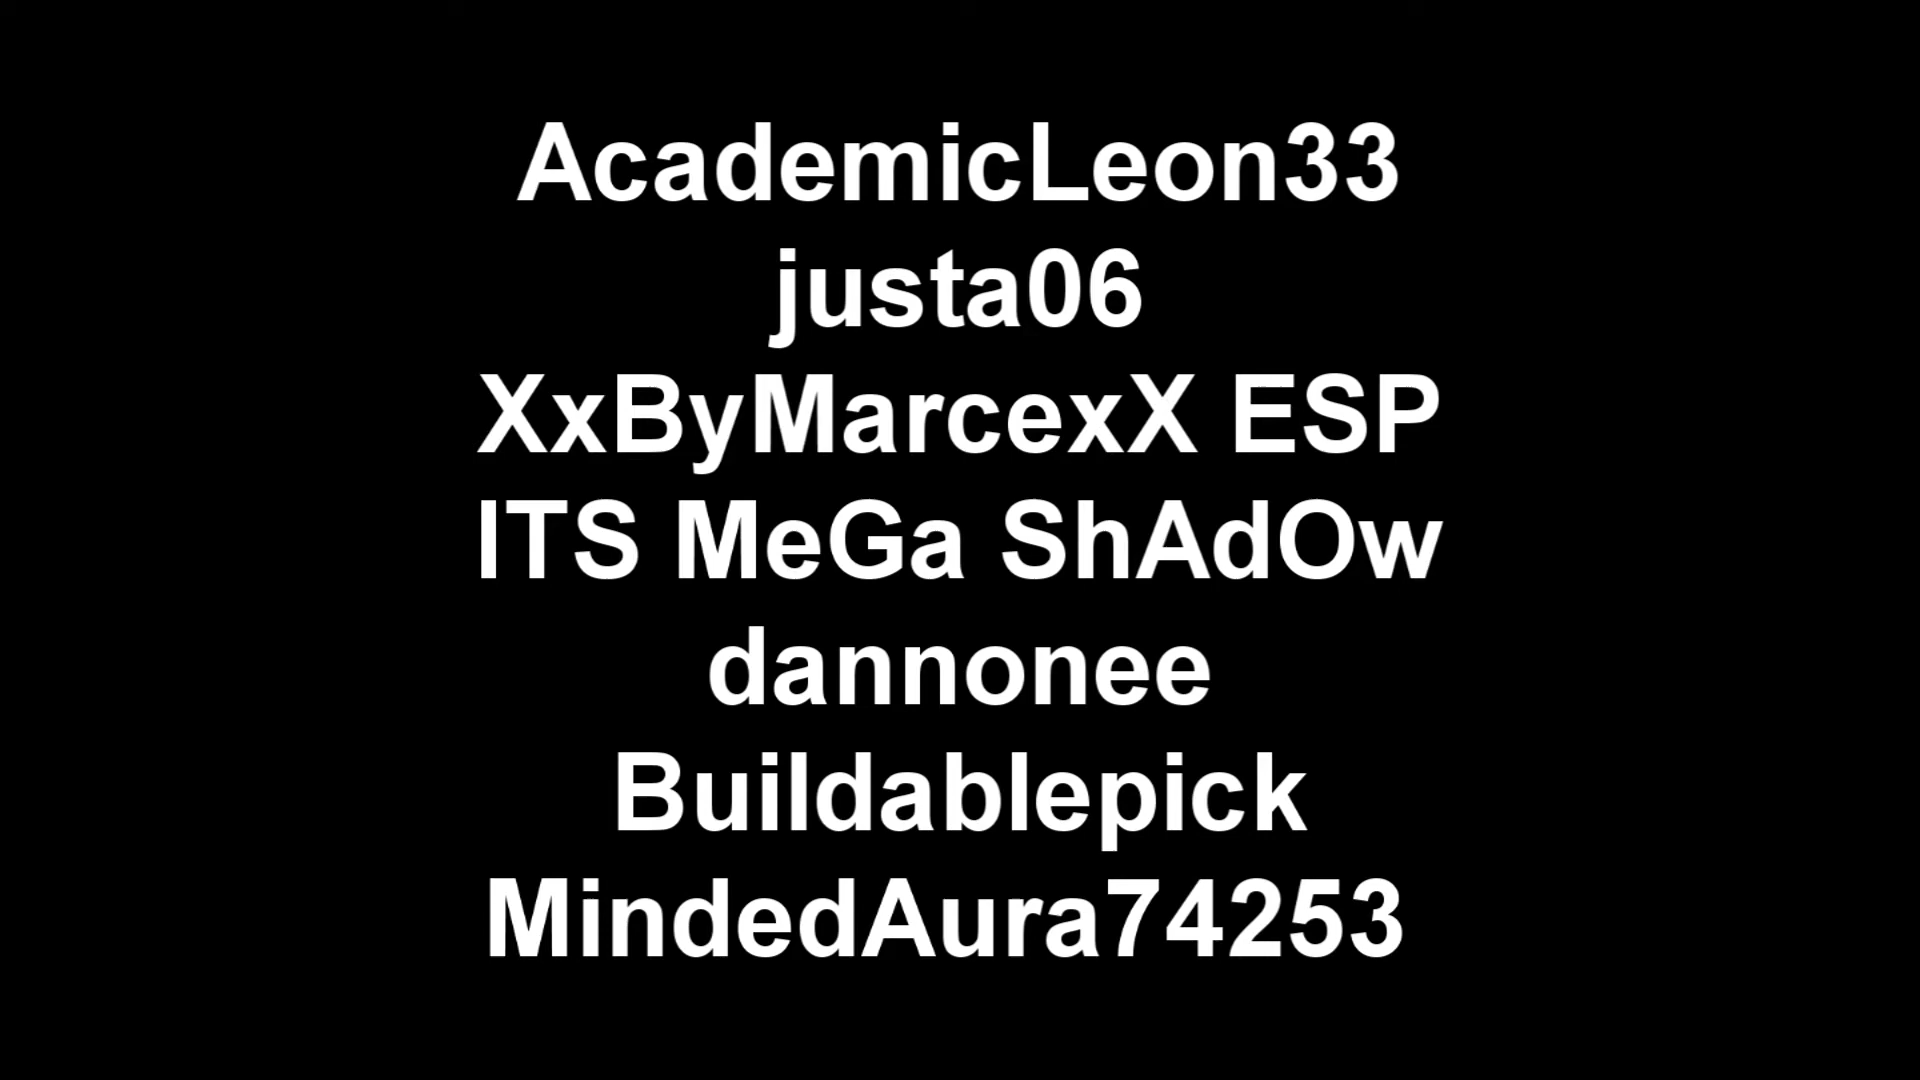 AcademicLeon33
justa06
XxByMarcexX ESP
ITS MeGa ShAdOw
dannonee
Buildablepick
MindedAura74253